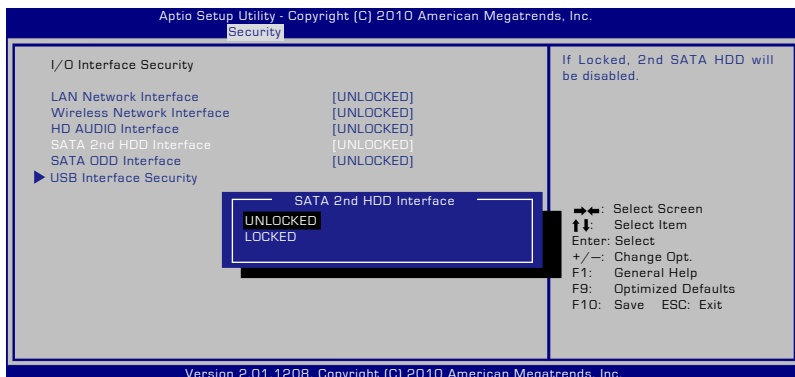 Aptio Setup Utility - Copyright (C) 2010 American Megatrends, Inc.
Security
I/O Interface Security
LAN Network Interface [UNLOCKED]
Wireless Network Interface [UNLOCKED]
HD AUDIO Interface [UNLOCKED]
SATA 2nd HDD Interface [UNLOCKED]
SATA ODD Interface [UNLOCKED]
USB Interface Security
SATA 2nd HDD Interface
UNLOCKED
LOCKED
If Locked, 2nd SATA HDD will
be disabled.
→←: Select Screen
↑↓: Select Item
Enter: Select
+/—: Change Opt.
F1: General Help
F9: Optimized Defaults
F10: Save ESC: Exit
Version 2.01.1208. Copyright (C) 2010 American Megatrends, Inc.